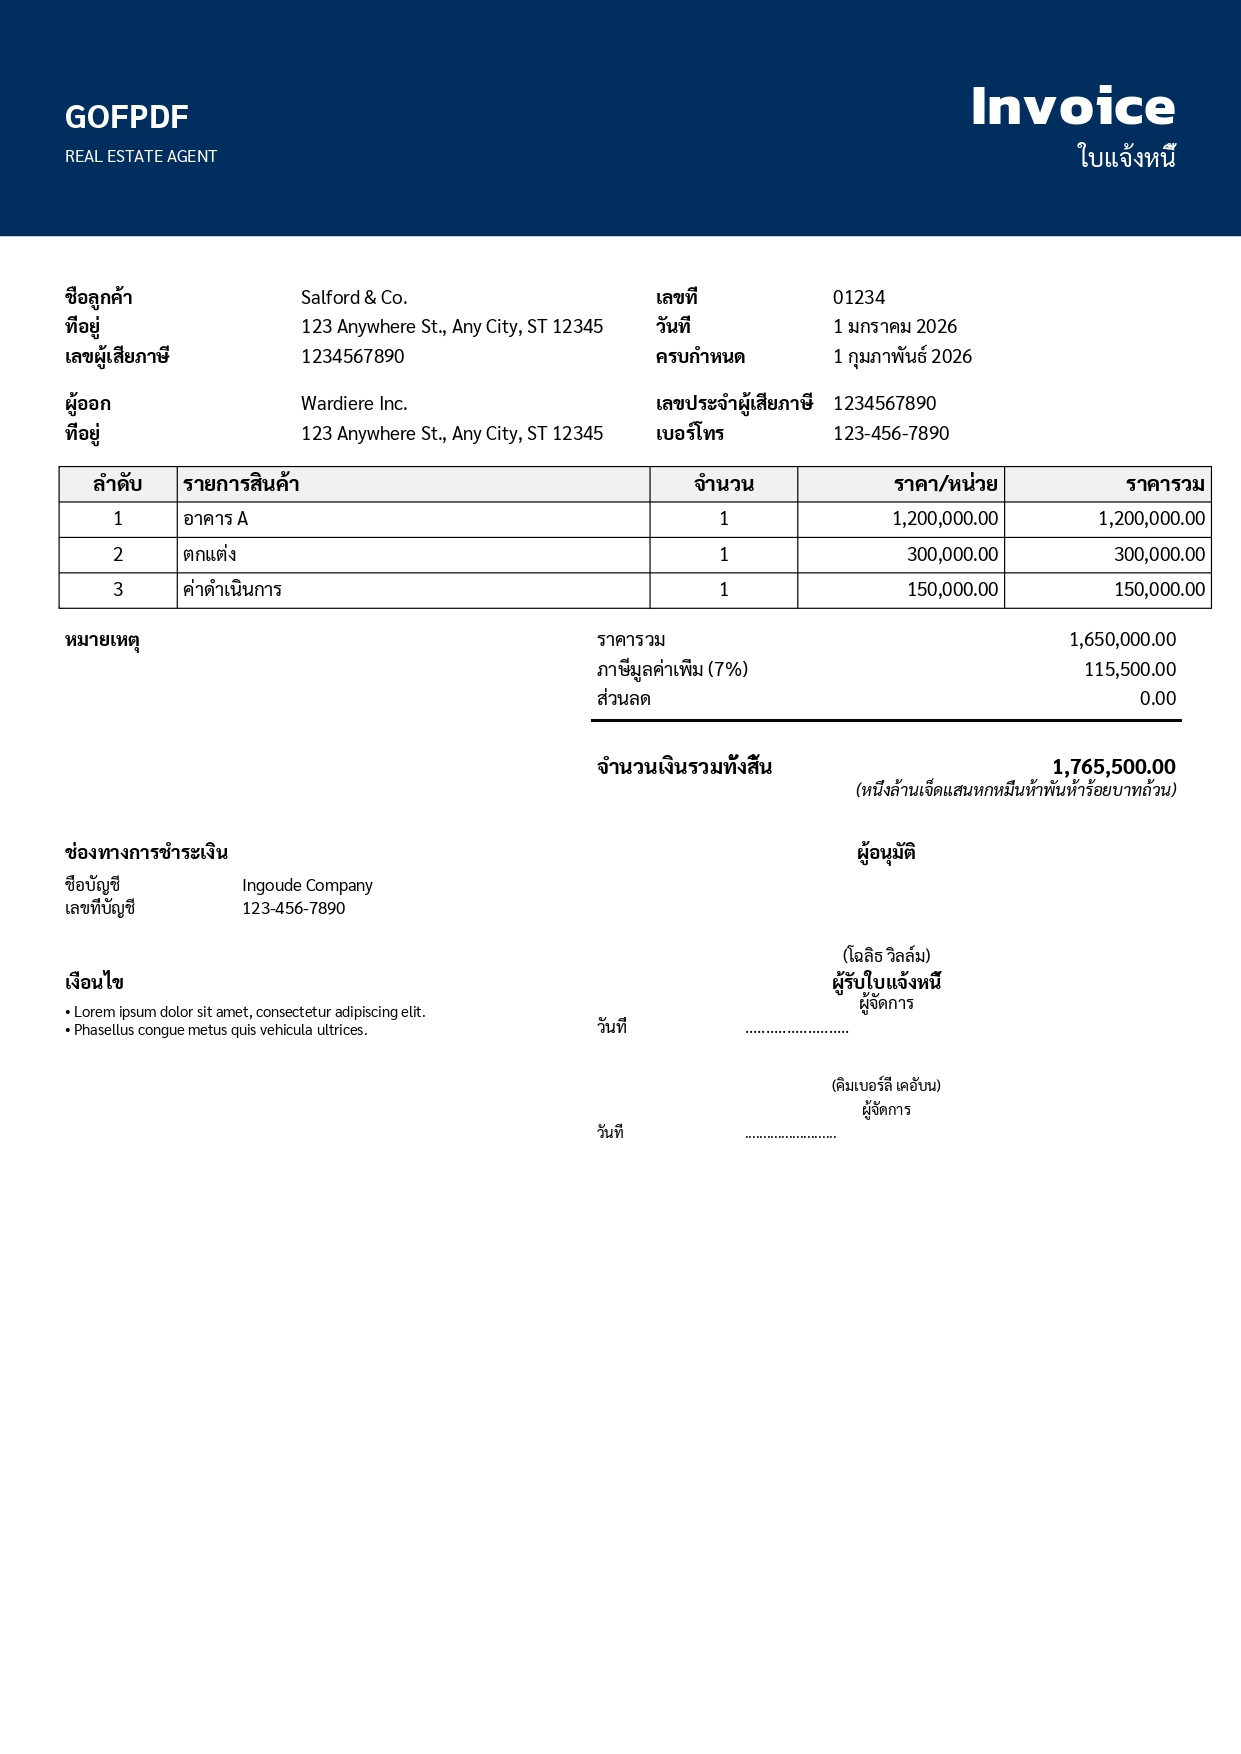 GOFPDF
REAL ESTATE AGENT
Invoice
ใบแจ้งหนี้
ชื่อลูกค้า Salford & Co. เลขที่ 01234
ที่อยู่ 123 Anywhere St., Any City, ST 12345 วันที่ 1 มกราคม 2026
เลขผู้เสียภาษี 1234567890 ครบกำหนด 1 กุมภาพันธ์ 2026
ผู้ออก Wardiere Inc. เลขประจำผู้เสียภาษี 1234567890
ที่อยู่ 123 Anywhere St., Any City, ST 12345 เบอร์โทร 123-456-7890
ลำดับ รายการสินค้า จำนวน ราคา/หน่วย ราคารวม
1 อาคาร A 1 1,200,000.00 1,200,000.00
2 ตกแต่ง 1 300,000.00 300,000.00
3 ค่าดำเนินการ 1 150,000.00 150,000.00
หมายเหตุ ราคารวม 1,650,000.00
ภาษีมูลค่าเพิ่ม (7%) 115,500.00
ส่วนลด 0.00
จำนวนเงินรวมทั้งสิ้น 1,765,500.00
(หนึ่งล้านเจ็ดแสนหกหมื่นห้าพันห้าร้อยบาทถ้วน)
ช่องทางการชำระเงิน ผู้อนุมัติ
ชื่อบัญชี Ingoude Company
เลขที่บัญชี 123-456-7890
(โฉลิธ วิลล์ม)
เงื่อนไข ผู้รับใบแจ้งหนี้
ผู้จัดการ
• Lorem ipsum dolor sit amet, consectetur adipiscing elit.
• Phasellus congue metus quis vehicula ultrices.
วันที่ .........................
(คิมเบอร์ลี เคอับน)
ผู้จัดการ
วันที่ .........................